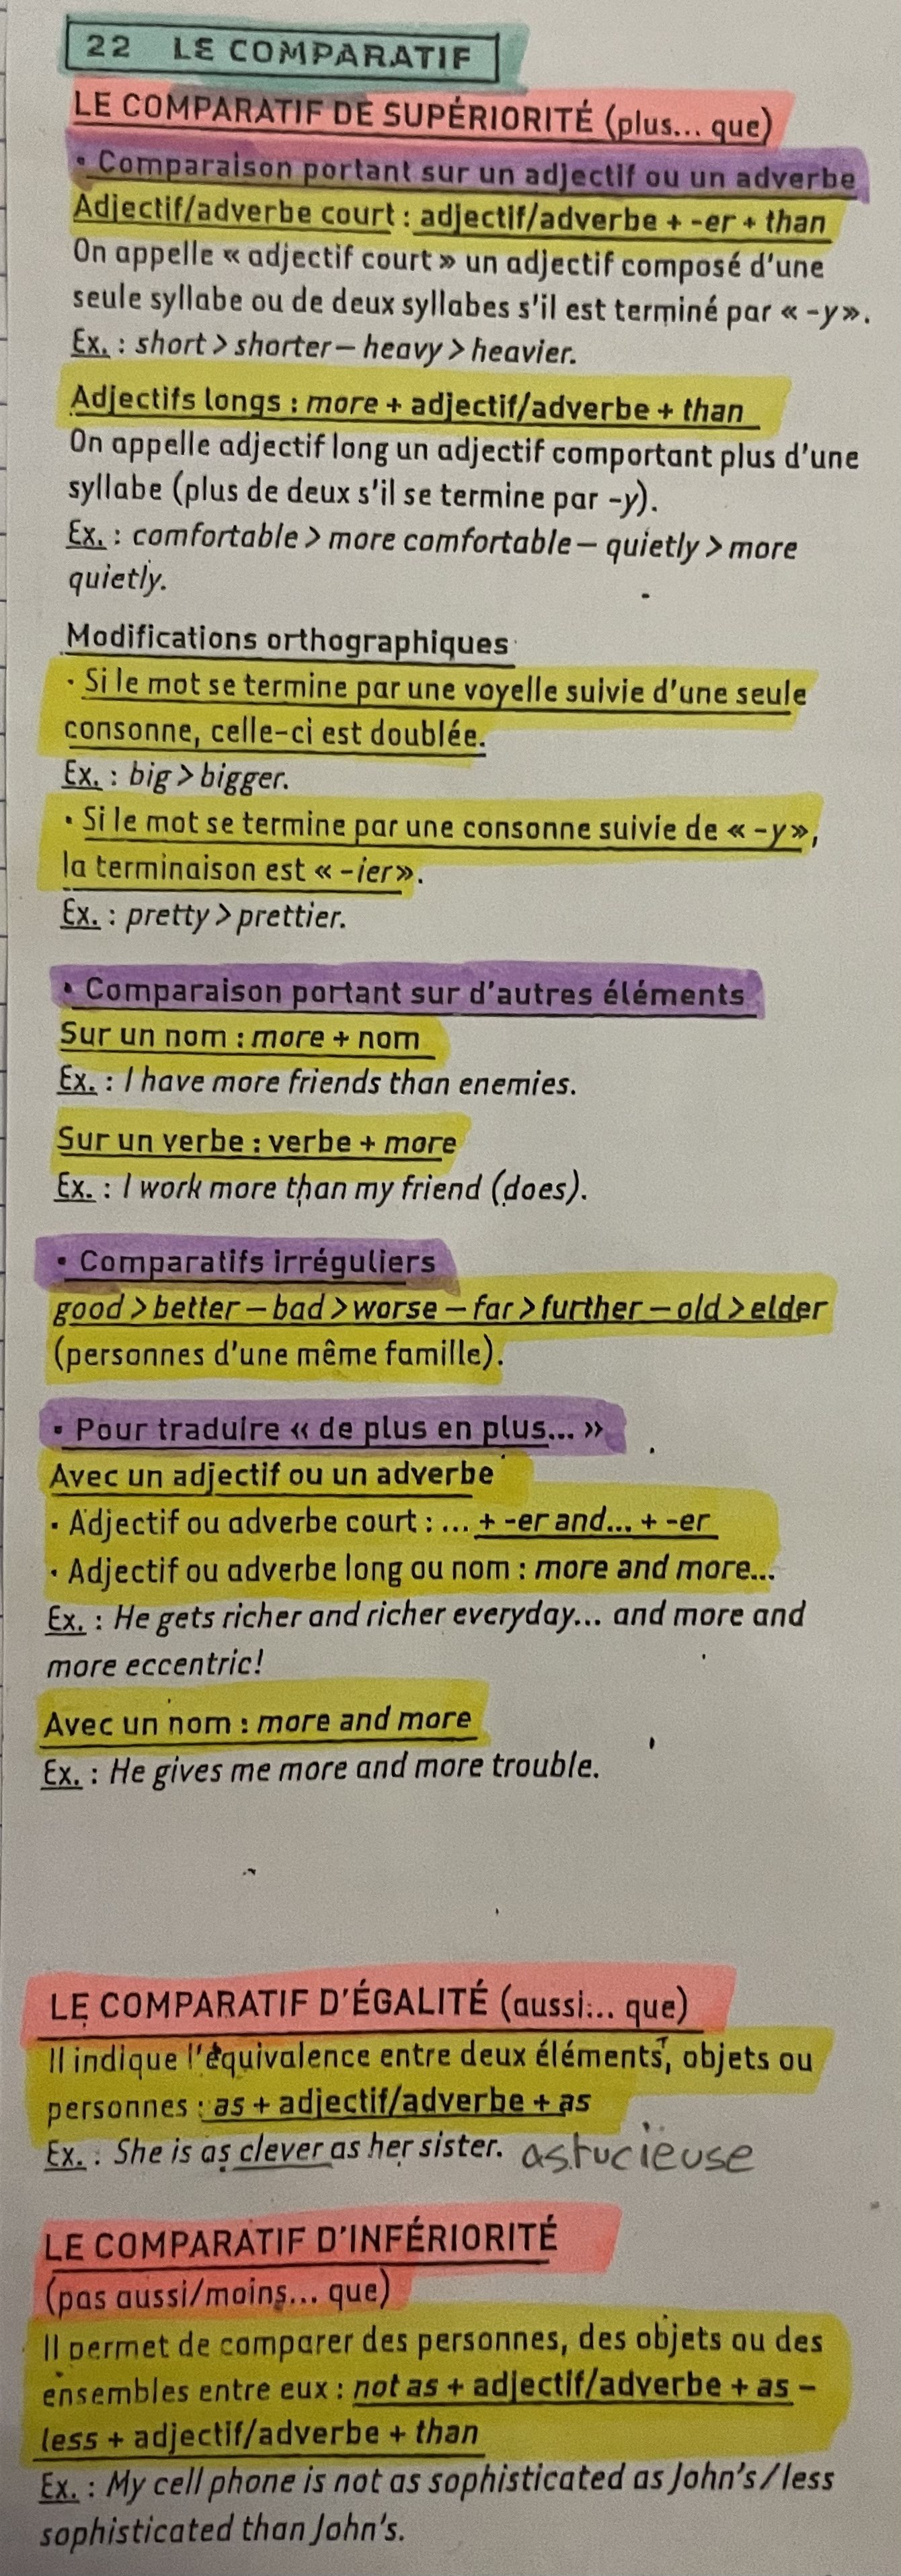 22 LE COMPARATIF
LE COMPARATIF DE SUPÉRIORITÉ (plus... que)
• Comparaison portant sur un adjectif ou un adverbe
Adjectif/adverbe court : adjectif/adverbe + -er + than
On appelle « adjectif court » un adjectif composé d'une
seule syllabe ou de deux syllabes s'il est terminé par « -y ».
Ex. : short > shorter – heavy > heavier.
Adjectifs longs : more + adjectif/adverbe + than
On appelle adjectif long un adjectif comportant plus d'une
syllabe (plus de deux s'il se termine par -y).
Ex. : comfortable > more comfortable – quietly > more
quietly.
Modifications orthographiques
• Si le mot se termine par une voyelle suivie d'une seule
consonne, celle-ci est doublée.
Ex. : big > bigger.
• Si le mot se termine par une consonne suivie de « -y »,
la terminaison est « -ier ».
Ex. : pretty > prettier.
• Comparaison portant sur d'autres éléments
Sur un nom : more + nom
Ex. : I have more friends than enemies.
Sur un verbe : verbe + more
Ex. : I work more than my friend (does).
• Comparatifs irréguliers
good > better – bad > worse – far > further – old > elder
(personnes d'une même famille).
• Pour traduire « de plus en plus... »
Avec un adjectif ou un adverbe
• Adjectif ou adverbe court : ... + -er and... + -er
• Adjectif ou adverbe long ou nom : more and more...
Ex. : He gets richer and richer everyday... and more and
more eccentric!
Avec un nom : more and more
Ex. : He gives me more and more trouble.
LE COMPARATIF D'ÉGALITÉ (aussi... que)
Il indique l'équivalence entre deux éléments, objets ou
personnes : as + adjectif/adverbe + as
Ex. : She is as clever as her sister. astucieuse
LE COMPARATIF D'INFÉRIORITÉ
(pas aussi/moins... que)
Il permet de comparer des personnes, des objets ou des
ensembles entre eux : not as + adjectif/adverbe + as –
less + adjectif/adverbe + than
Ex. : My cell phone is not as sophisticated as John's / less
sophisticated than John's.